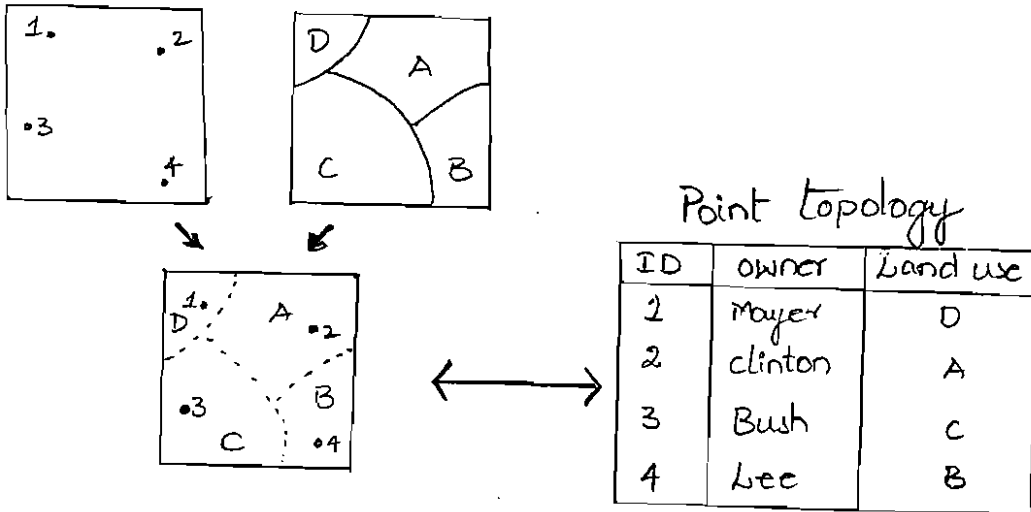 1
2
3
4
D
A
C
B
1
D
A
2
3
B
C
4
Point topology
ID owner Land use
1 Mayer D
2 clinton A
3 Bush C
4 Lee B